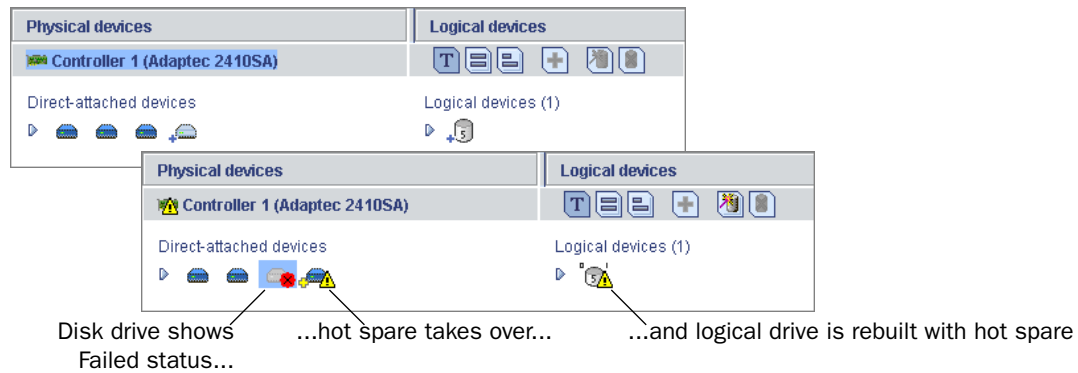 Physical devices
Logical devices
Controller 1 (Adaptec 2410SA)
T
Direct-attached devices
Logical devices (1)
5
Physical devices
Logical devices
Controller 1 (Adaptec 2410SA)
T
Direct-attached devices
Logical devices (1)
5
Disk drive shows
Failed status...
...hot spare takes over...
...and logical drive is rebuilt with hot spare